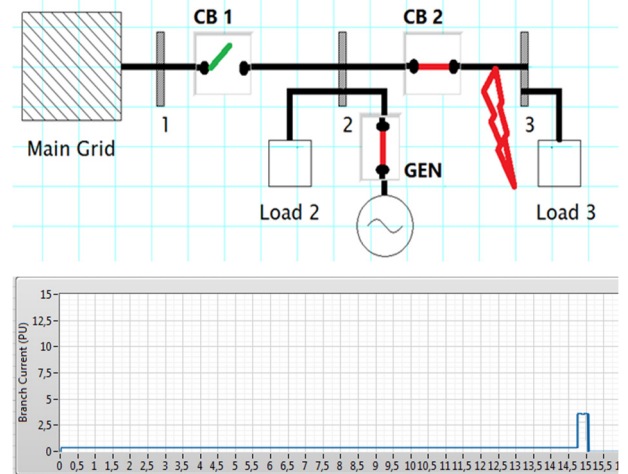 CB 1 CB 2
1 2 3
Main Grid
GEN
Load 2 Load 3
15
12,5
10
7,5
5
2,5
0
Branch Current (PU)
0 0,5 1 1,5 2 2,5 3 3,5 4 4,5 5 5,5 6 6,5 7 7,5 8 8,5 9 9,5 10 10,5 11 11,5 12 12,5 13 13,5 14 14,5 15 15,5